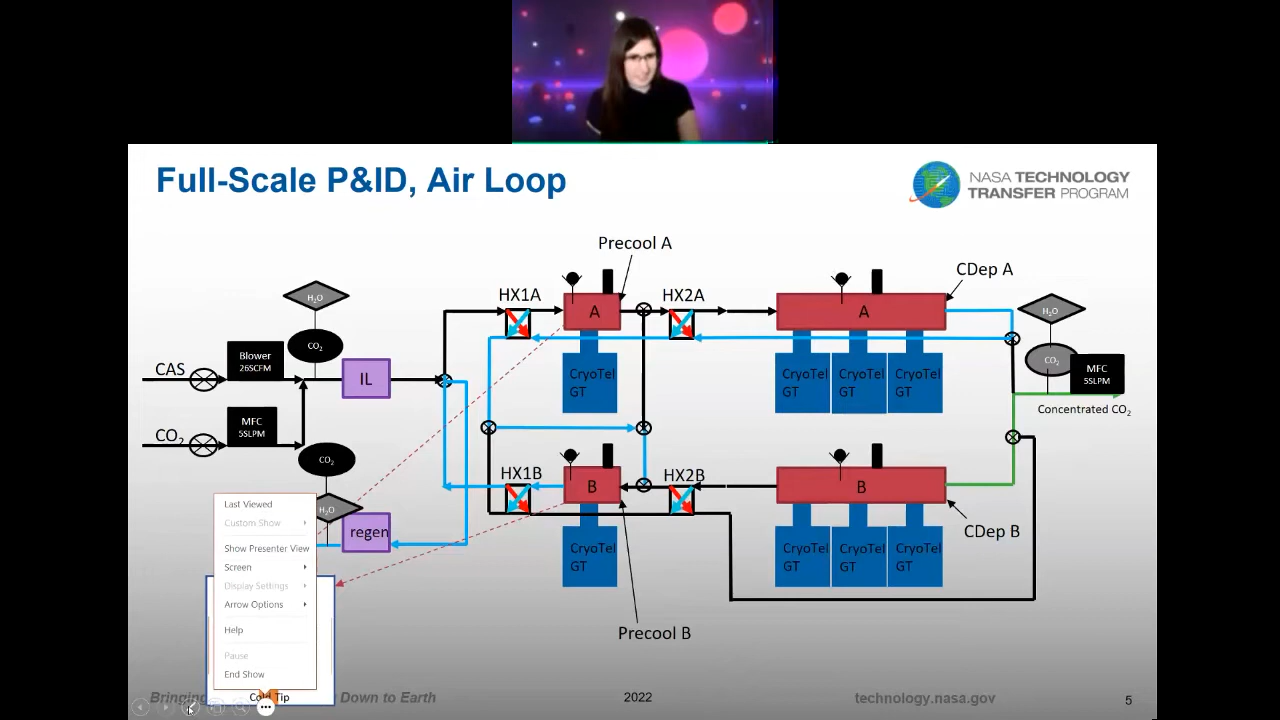 Full-Scale P&ID, Air Loop
NASA TECHNOLOGY
TRANSFER PROGRAM
Precool A
CDep A
HX1A
HX2A
H₂O
H₂O
A
A
CO₂
CO₂
Blower
26SCFM
CAS
IL
MFC
5SLPM
CryoTel
GT
CryoTel
GT
CryoTel
GT
CryoTel
GT
Concentrated CO₂
MFC
5SLPM
CO₂
CO₂
HX1B
HX2B
B
B
H₂O
regen
CDep B
CryoTel
GT
CryoTel
GT
CryoTel
GT
CryoTel
GT
Precool B
Last Viewed
Custom Show
Show Presenter View
Screen
Display Settings
Arrow Options
Help
Pause
End Show
Cold Tip
Bringing
Down to Earth
2022
technology.nasa.gov
5